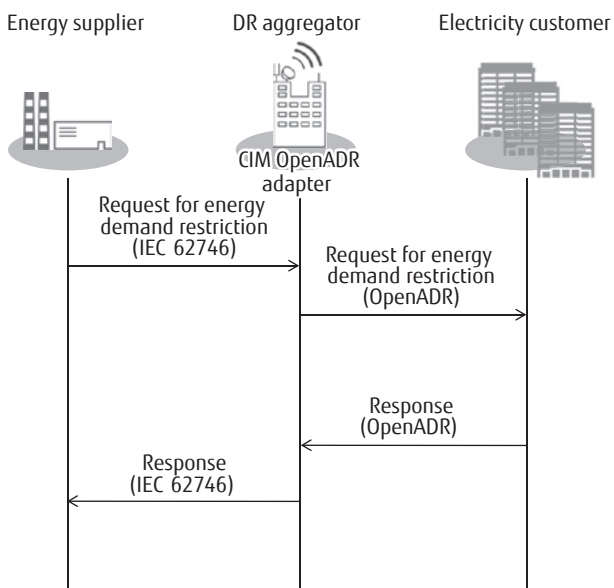 Energy supplier
DR aggregator
Electricity customer
CIM OpenADR
adapter
Request for energy
demand restriction
(IEC 62746)
Request for energy
demand restriction
(OpenADR)
Response
(OpenADR)
Response
(IEC 62746)